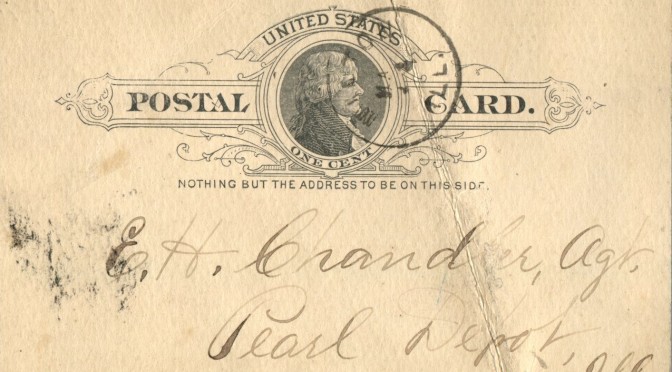 UNITED STATES
POSTAL CARD.
ONE CENT
NOTHING BUT THE ADDRESS TO BE ON THIS SIDE.
E. H. Chandler, Agt.
Pearl Depot,
Ills